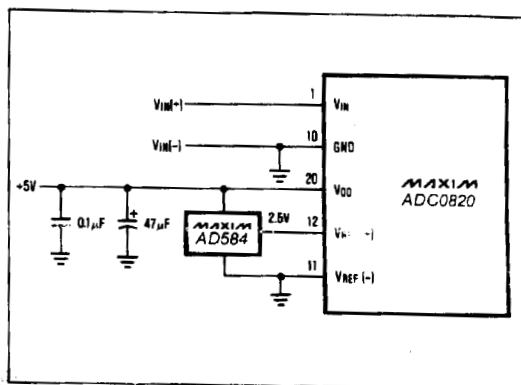 1
VIN(+)
VIN
10
VIN(−)
GND
20
+5V
VDD
MAXIM
ADC0820
0.1µF
+
47µF
MAXIM
AD584
2.5V
12
11
VREF (−)